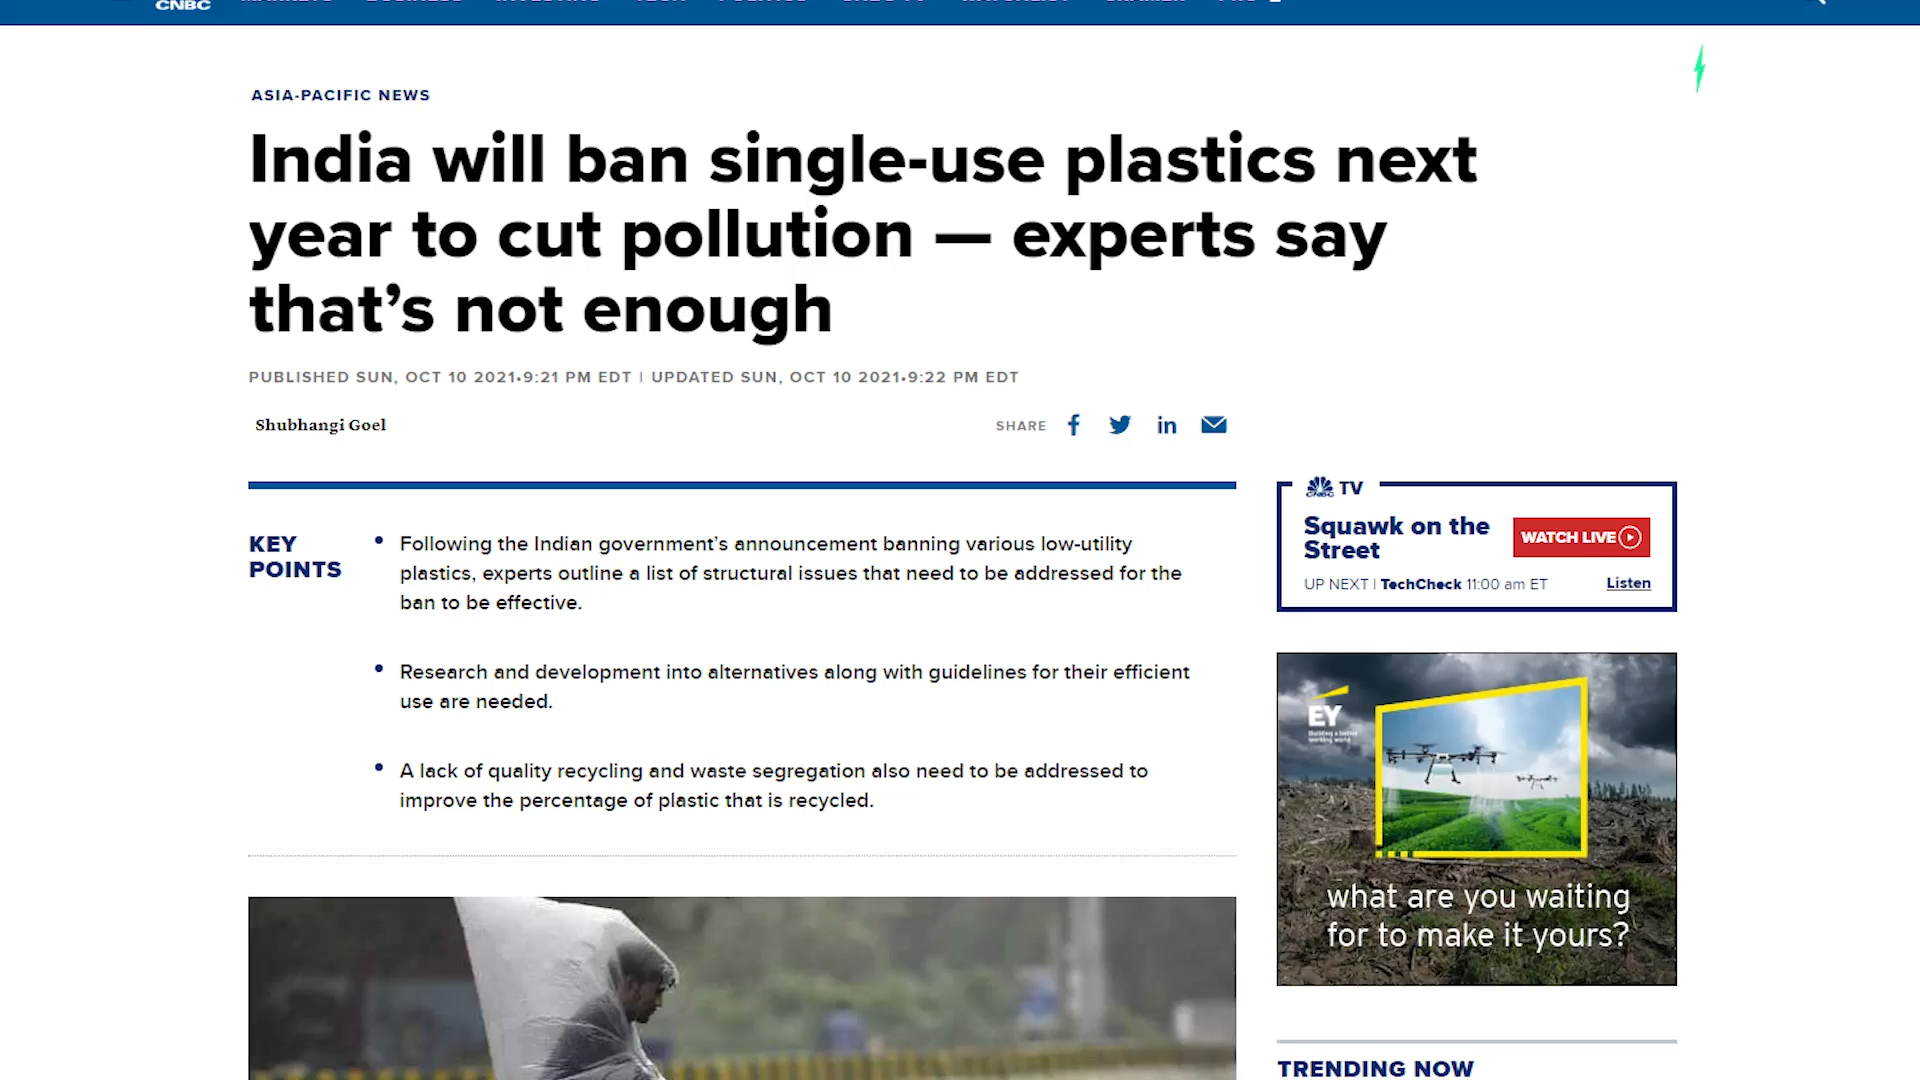 CNBC
ASIA-PACIFIC NEWS
India will ban single-use plastics next
year to cut pollution — experts say
that’s not enough
PUBLISHED SUN, OCT 10 2021•9:21 PM EDT | UPDATED SUN, OCT 10 2021•9:22 PM EDT
Shubhangi Goel
SHARE
KEY
POINTS
• Following the Indian government’s announcement banning various low-utility
plastics, experts outline a list of structural issues that need to be addressed for the
ban to be effective.
• Research and development into alternatives along with guidelines for their efficient
use are needed.
• A lack of quality recycling and waste segregation also need to be addressed to
improve the percentage of plastic that is recycled.
CNBC TV
Squawk on the
Street
WATCH LIVE
UP NEXT | TechCheck 11:00 am ET
Listen
EY
Building a better
working world
what are you waiting
for to make it yours?
TRENDING NOW